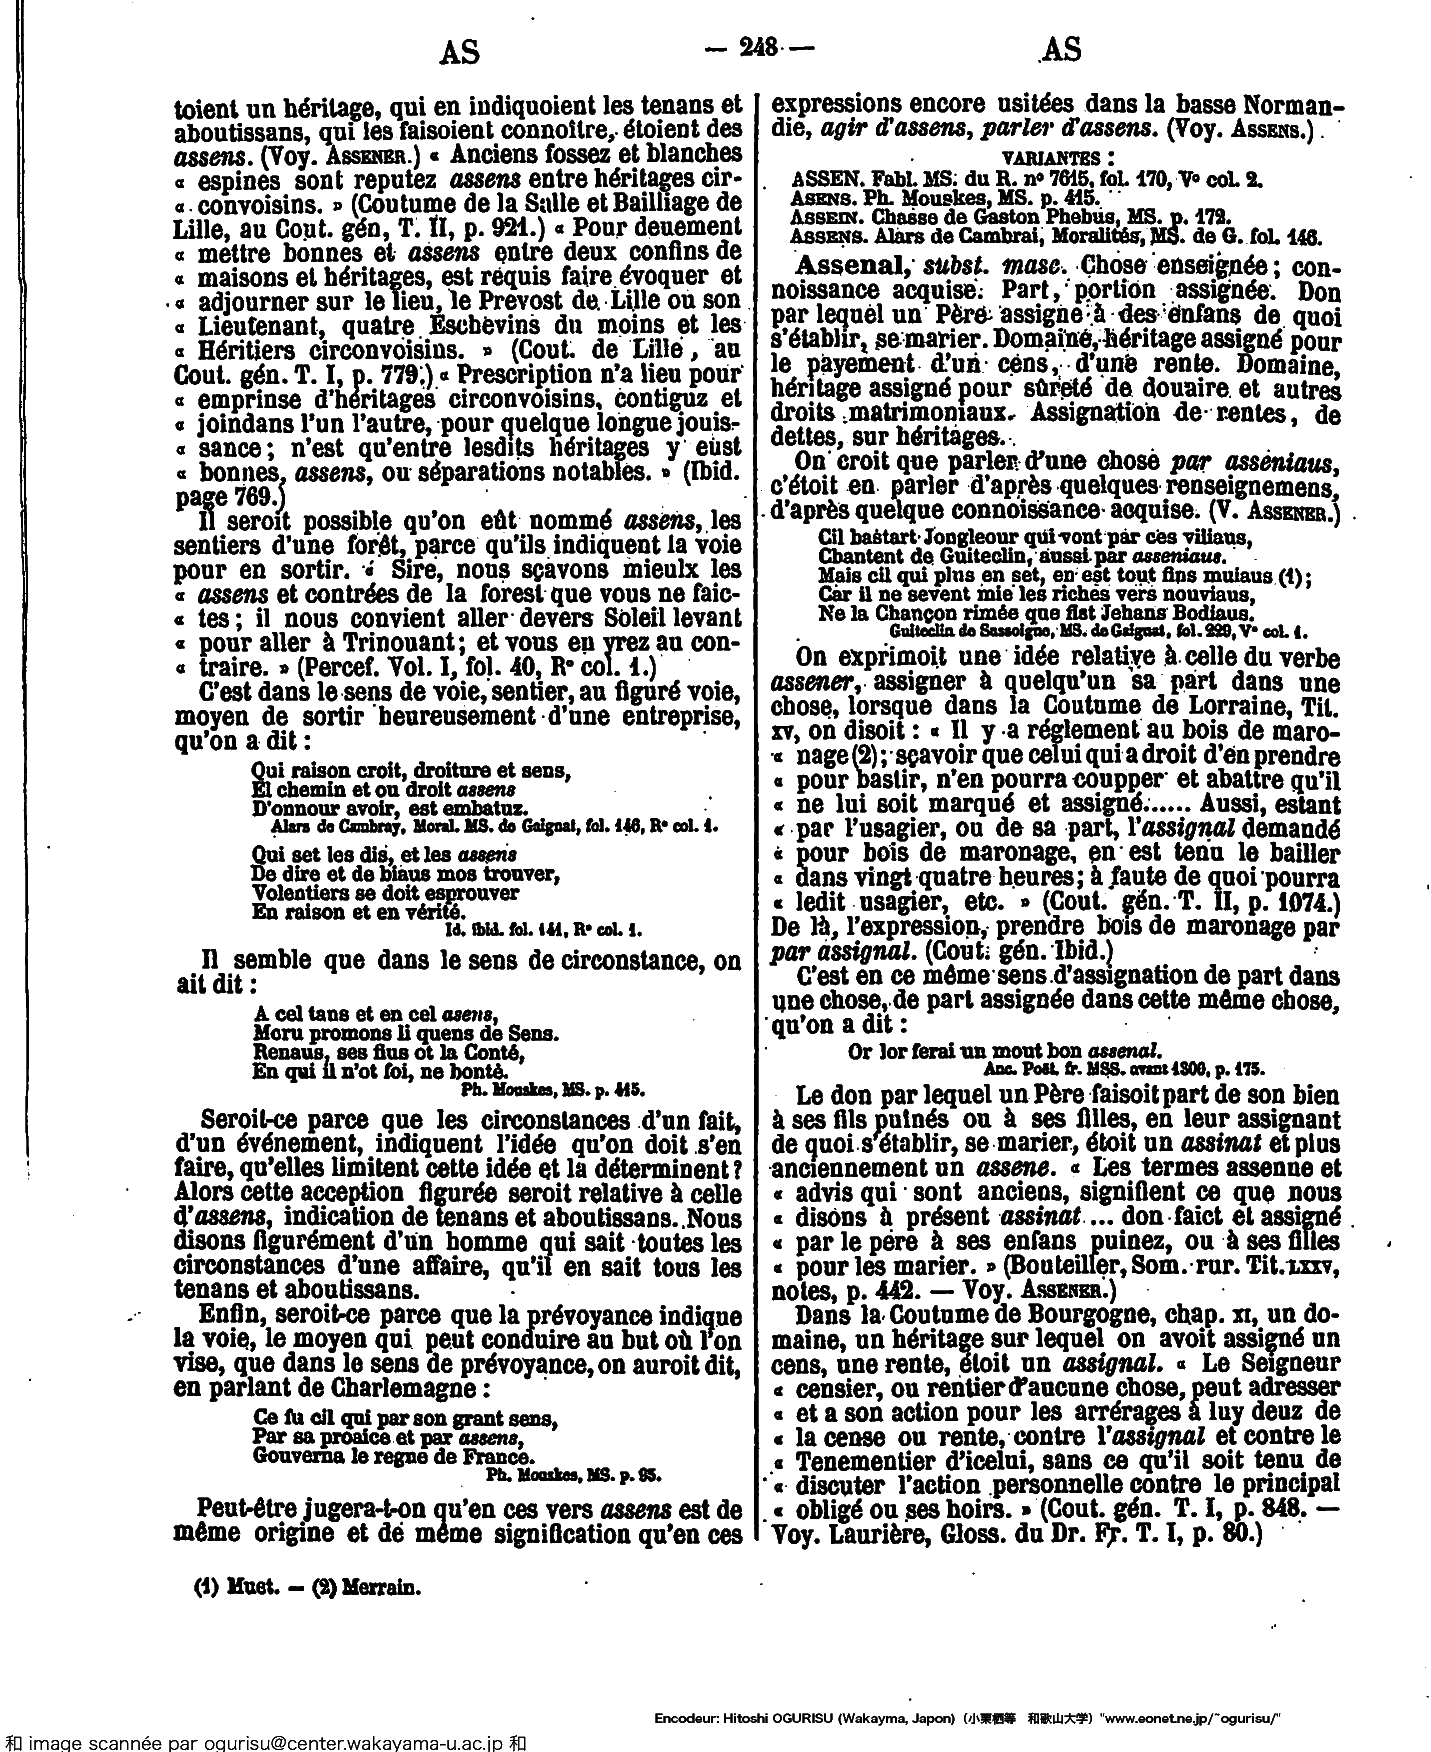 AS
— 248 —
AS
toient un héritage, qui en indiquoient les tenans et
aboutissans, qui les faisoient connoître, étoient des
assens. (Voy. ASSENER.) « Anciens fossez et blanches
« espines sont reputez assens entre héritages cir-
« convoisins. » (Coutume de la Salle et Bailliage de
Lille, au Cout. gén, T. II, p. 921.) « Pour deuement
« mettre bonnes et assens entre deux confins de
« maisons et héritages, est requis faire évoquer et
« adjourner sur le lieu, le Prevost de Lille ou son
« Lieutenant, quatre Eschevins du moins et les
« Héritiers circonvoisins. » (Cout. de Lille, au
Cout. gén. T. I, p. 779.) « Prescription n'a lieu pour
« emprinse d'héritages circonvoisins, contiguz et
« joindans l'un l'autre, pour quelque longue jouis-
« sance ; n'est qu'entre lesdits héritages y eust
« bonnes, assens, ou séparations notables. » (Ibid.
page 769.)
Il seroit possible qu'on eût nommé assens, les
sentiers d'une forêt, parce qu'ils indiquent la voie
pour en sortir. « Sire, nous sçavons mieulx les
« assens et contrées de la forest que vous ne faic-
« tes ; il nous convient aller devers Soleil levant
« pour aller à Trinouant ; et vous en yrez au con-
« traire. » (Percef. Vol. I, fol. 40, R° col. 1.)
C'est dans le sens de voie, sentier, au figuré voie,
moyen de sortir heureusement d'une entreprise,
qu'on a dit :
Qui raison croit, droiture et sens,
El chemin et ou droit assens
D'onnour avoir, est embatuz.
Alars de Cambray, Moral. MS. de Gaignat, fol. 146, R° col. 1.
Qui set les dis, et les assens
De dire et de biaus mos trouver,
Volentiers se doit esprouver
En raison et en vérité.
Id. ibid. fol. 141, R° col. 1.
Il semble que dans le sens de circonstance, on
ait dit :
A cel tans et en cel asens,
Moru promons li quens de Sens.
Renaus, ses fius ot la Conté,
En qui il n'ot foi, ne bonté.
Ph. Mouskes, MS. p. 415.
Seroit-ce parce que les circonstances d'un fait,
d'un événement, indiquent l'idée qu'on doit s'en
faire, qu'elles limitent cette idée et la déterminent ?
Alors cette acception figurée seroit relative à celle
d'assens, indication de tenans et aboutissans. Nous
disons figurément d'un homme qui sait toutes les
circonstances d'une affaire, qu'il en sait tous les
tenans et aboutissans.
Enfin, seroit-ce parce que la prévoyance indique
la voie, le moyen qui peut conduire au but où l'on
vise, que dans le sens de prévoyance, on auroit dit,
en parlant de Charlemagne :
Ce fu cil qui par son grant sens,
Par sa proaice et par assens,
Gouverna le regne de France.
Ph. Mouskes, MS. p. 95.
Peut-être jugera-t-on qu'en ces vers assens est de
même origine et de même signification qu'en ces
expressions encore usitées dans la basse Norman-
die, agir d'assens, parler d'assens. (Voy. ASSENS.)
VARIANTES :
ASSEN. Fabl. MS. du R. n° 7615, fol. 170, V° col. 2.
ASENS. Ph. Mouskes, MS. p. 415.
ASSEIN. Chasse de Gaston Phebus, MS. p. 172.
ASSENS. Alars de Cambrai, Moralités, MS. de G. fol. 146.
Assenal, subst. masc. Chose enseignée ; con-
noissance acquise. Part, portion assignée. Don
par lequel un Père assigne à des enfans de quoi
s'établir, se marier. Domaine, héritage assigné pour
le payement d'un cens, d'une rente. Domaine,
héritage assigné pour sûreté de douaire et autres
droits matrimoniaux. Assignation de rentes, de
dettes, sur héritages.
On croit que parler d'une chose par asséniaus,
c'étoit en parler d'après quelques renseignemens,
d'après quelque connoissance acquise. (V. ASSENER.)
Cil bastart Jongleour qui vont par ces viliaus,
Chantent de Guiteclin, aussi par asseniaus.
Mais cil qui plus en set, en est tout fins muiaus (1) ;
Car il ne sevent mie les riches vers nouviaus,
Ne la Chançon rimée que fist Jehans Bodiaus.
Guiteclin de Sassoigne, MS. de Gaignat, fol. 229, V° col. 1.
On exprimoit une idée relative à celle du verbe
assener, assigner à quelqu'un sa part dans une
chose, lorsque dans la Coutume de Lorraine, Tit.
XV, on disoit : « Il y a réglement au bois de maro-
« nage (2) ; sçavoir que celui qui a droit d'en prendre
« pour bastir, n'en pourra coupper et abattre qu'il
« ne lui soit marqué et assigné...... Aussi, estant
« par l'usagier, ou de sa part, l'assignal demandé
« pour bois de maronage, en est tenu le bailler
« dans vingt quatre heures ; à faute de quoi pourra
« ledit usagier, etc. » (Cout. gén. T. II, p. 1074.)
De là, l'expression, prendre bois de maronage par
par assignal. (Cout. gén. Ibid.)
C'est en ce même sens d'assignation de part dans
une chose, de part assignée dans cette même chose,
qu'on a dit :
Or lor ferai un mout bon assenal.
Anc. Poët. fr. MSS. avant 1300, p. 175.
Le don par lequel un Père faisoit part de son bien
à ses fils puînés ou à ses filles, en leur assignant
de quoi s'établir, se marier, étoit un assinat et plus
anciennement un assene. « Les termes assenne et
« advis qui sont anciens, signifient ce que nous
« disons à présent assinat ... don faict et assigné
« par le père à ses enfans puinez, ou à ses filles
« pour les marier. » (Bouteiller, Som. rur. Tit. LXXV,
notes, p. 442. — Voy. ASSENER.)
Dans la Coutume de Bourgogne, chap. XI, un do-
maine, un héritage sur lequel on avoit assigné un
cens, une rente, étoit un assignal. « Le Seigneur
« censier, ou rentier d'aucune chose, peut adresser
« et a son action pour les arrérages à luy deuz de
« la cense ou rente, contre l'assignal et contre le
« Tenementier d'icelui, sans ce qu'il soit tenu de
« discuter l'action personnelle contre le principal
« obligé ou ses hoirs. » (Cout. gén. T. I, p. 848. —
Voy. Laurière, Gloss. du Dr. Fr. T. I, p. 80.)
(1) Muet. — (2) Merrain.
Encodeur: Hitoshi OGURISU (Wakayma, Japon) (小栗栖等 和歌山大学) "www.eonet.ne.jp/~ogurisu/"
和 image scannée par ogurisu@center.wakayama-u.ac.jp 和